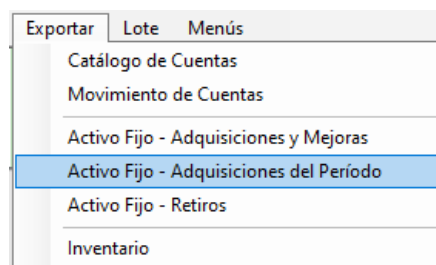 Exportar Lote Menús
Catálogo de Cuentas
Movimiento de Cuentas
Activo Fijo - Adquisiciones y Mejoras
Activo Fijo - Adquisiciones del Período
Activo Fijo - Retiros
Inventario